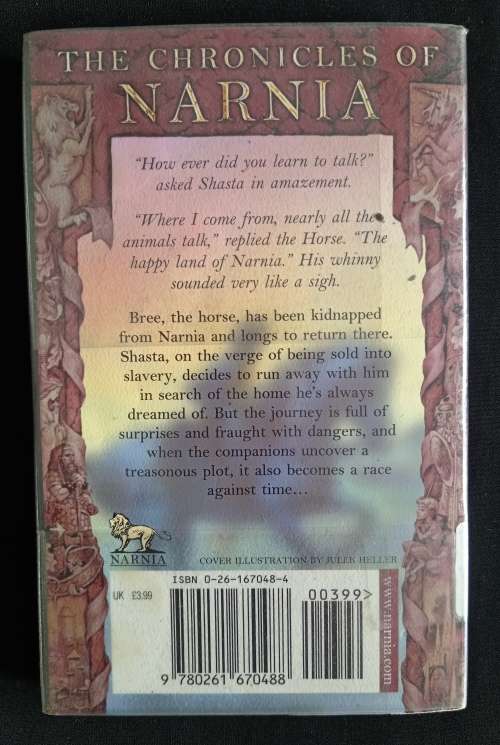 THE CHRONICLES OF
NARNIA
“How ever did you learn to talk?”
asked Shasta in amazement.
“Where I come from, nearly all the
animals talk,” replied the Horse. “The
happy land of Narnia.” His whinny
sounded very like a sigh.
Bree, the horse, has been kidnapped
from Narnia and longs to return there.
Shasta, on the verge of being sold into
slavery, decides to run away with him
in search of the home he’s always
dreamed of. But the journey is full of
surprises and fraught with dangers, and
when the companions uncover a
treasonous plot, it also becomes a race
against time…
NARNIA
COVER ILLUSTRATION BY JULEK HELLER
ISBN 0-26-167048-4
UK £3.99
00399>
9 780261 670488
www.narnia.com